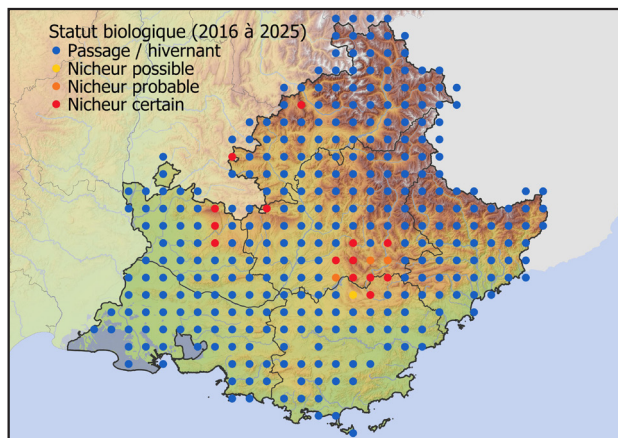 Statut biologique (2016 à 2025)
Passage / hivernant
Nicheur possible
Nicheur probable
Nicheur certain